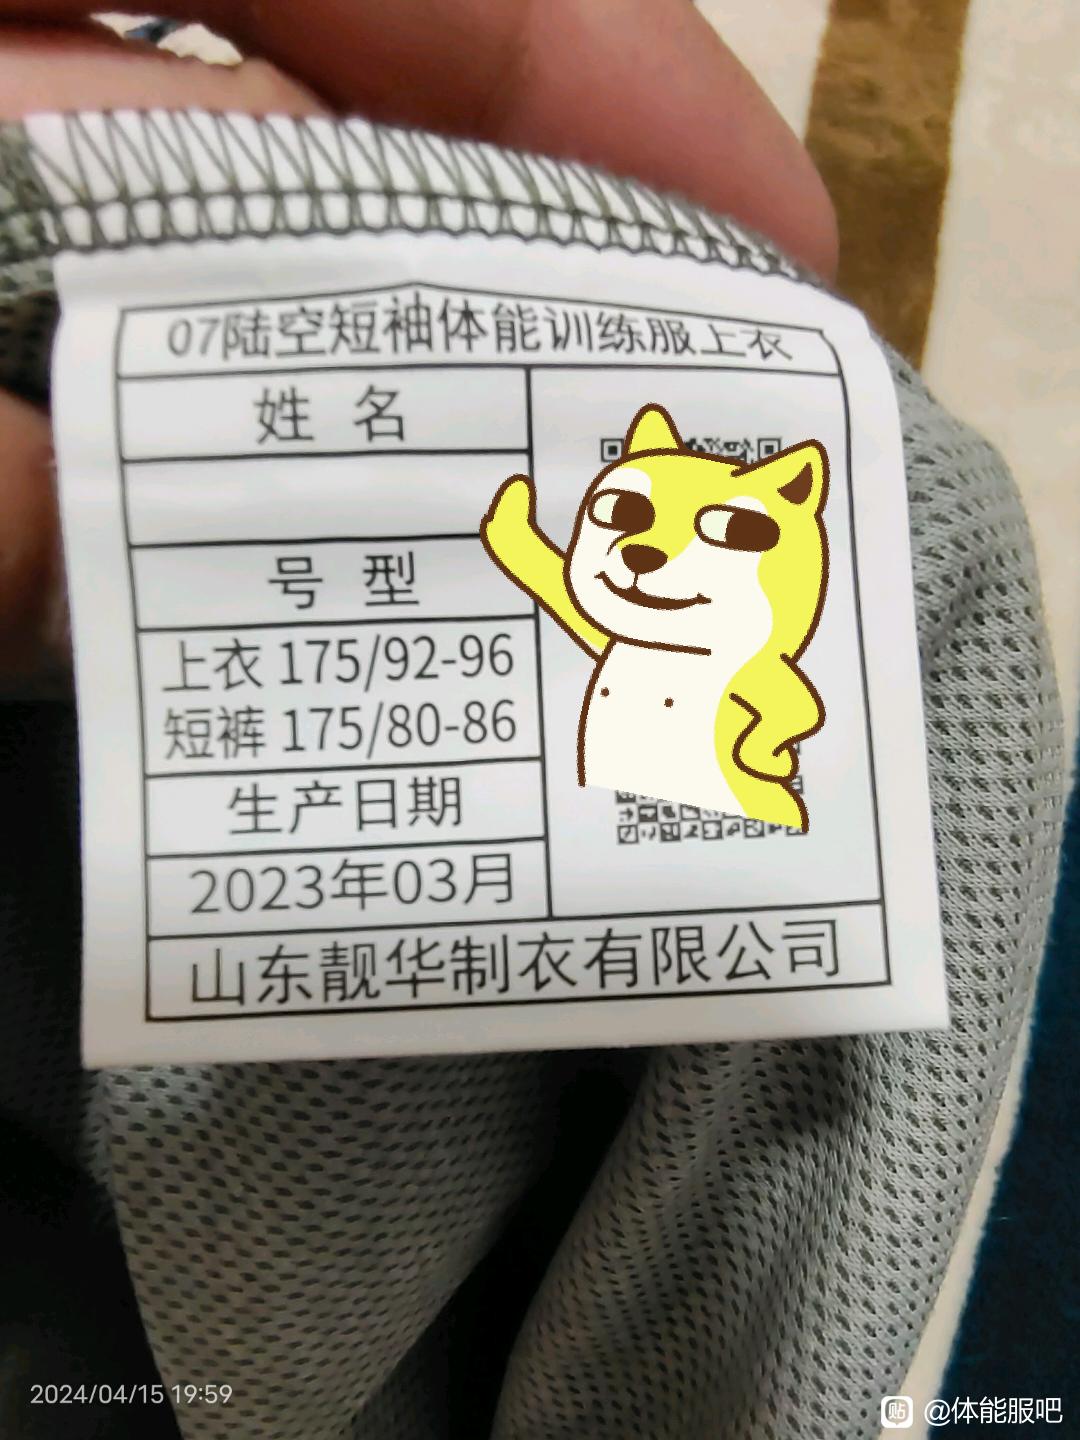 07陆空短袖体能训练服上衣
姓 名
号 型
上衣 175/92-96
短裤 175/80-86
生产日期
2023年03月
山东靓华制衣有限公司
2024/04/15 19:59
贴 @体能服吧